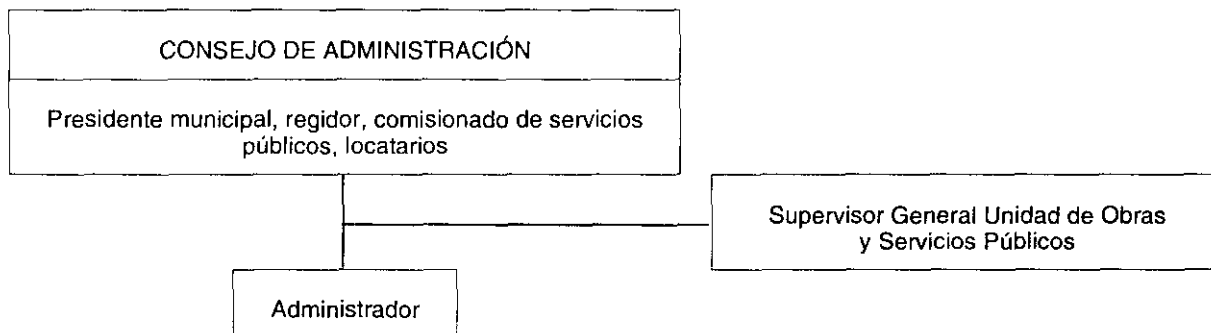 CONSEJO DE ADMINISTRACIÓN
Presidente municipal, regidor, comisionado de servicios
públicos, locatarios
Supervisor General Unidad de Obras
y Servicios Públicos
Administrador